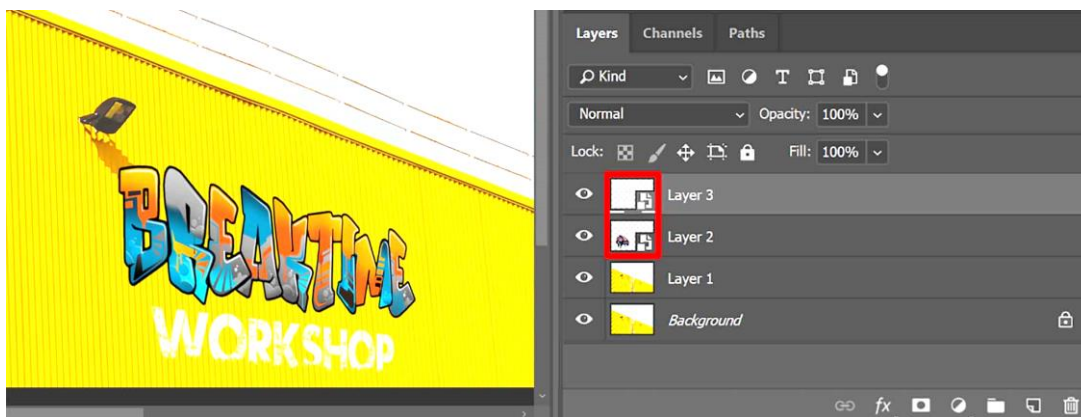 BREAKTIME
WORKSHOP
Layers Channels Paths
Kind
Normal Opacity: 100%
Lock: Fill: 100%
Layer 3
Layer 2
Layer 1
Background
fx